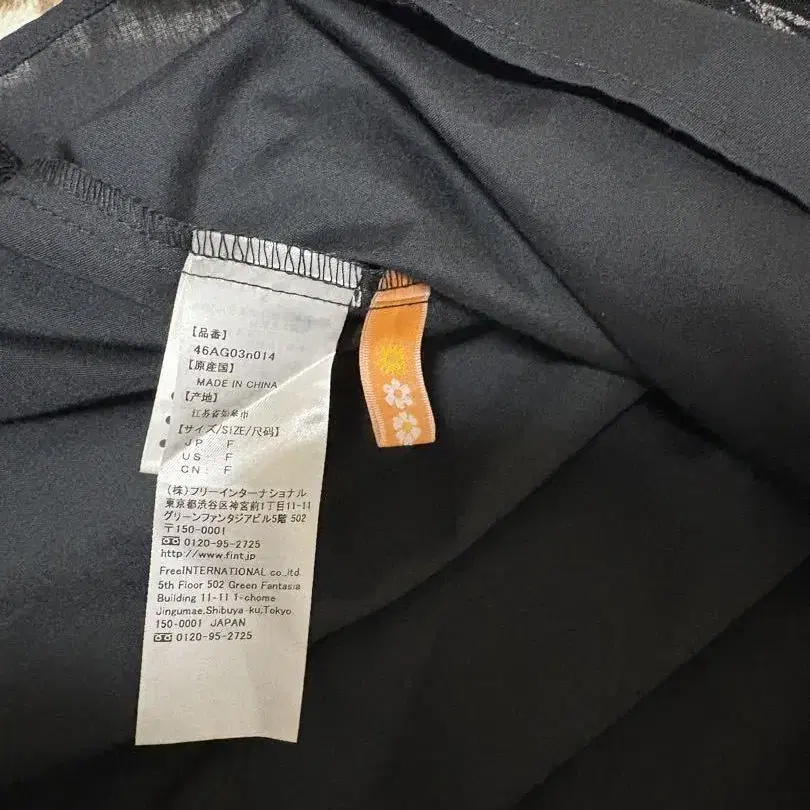 【品番】
46AG03n014
【原産国】
MADE IN CHINA
【产地】
江苏省如皋市
【サイズ/SIZE/尺码】
JP : F
US : F
CN : F
(株)フリーインターナショナル
東京都渋谷区神宮前1丁目11-11
グリーンファンタジアビル5階 502
〒150-0001
0120-95-2725
http://www.fint.jp
FreeINTERNATIONAL co.,ltd.
5th Floor 502 Green Fantasia
Building 11-11 1-chome
Jingumae,Shibuya-ku,Tokyo
150-0001 JAPAN
0120-95-2725